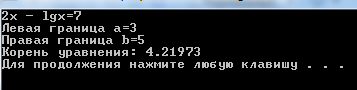 2x - lgx=7
Левая граница a=3
Правая граница b=5
Корень уравнения: 4.21973
Для продолжения нажмите любую клавишу . . .